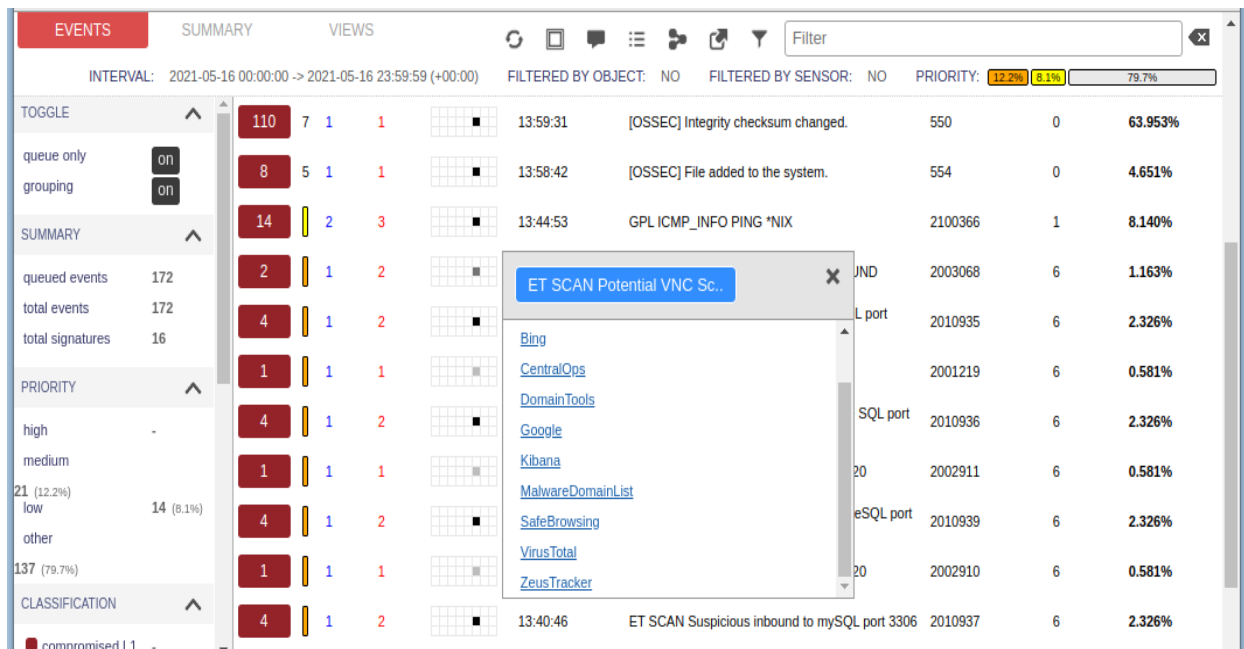 EVENTS SUMMARY VIEWS Filter
INTERVAL: 2021-05-16 00:00:00 -> 2021-05-16 23:59:59 (+00:00) FILTERED BY OBJECT: NO FILTERED BY SENSOR: NO PRIORITY: 12.2% 8.1% 79.7%
TOGGLE
queue only on
grouping on
SUMMARY
queued events 172
total events 172
total signatures 16
PRIORITY
high -
medium
21 (12.2%)
low 14 (8.1%)
other
137 (79.7%)
CLASSIFICATION
compromised L1 -
110 7 1 1 13:59:31 [OSSEC] Integrity checksum changed. 550 0 63.953%
8 5 1 1 13:58:42 [OSSEC] File added to the system. 554 0 4.651%
14 2 3 13:44:53 GPL ICMP_INFO PING *NIX 2100366 1 8.140%
2 1 2 UND 2003068 6 1.163%
4 1 2 L port 2010935 6 2.326%
1 1 1 2001219 6 0.581%
4 1 2 SQL port 2010936 6 2.326%
1 1 1 20 2002911 6 0.581%
4 1 2 eSQL port 2010939 6 2.326%
1 1 1 20 2002910 6 0.581%
4 1 2 13:40:46 ET SCAN Suspicious inbound to mySQL port 3306 2010937 6 2.326%
ET SCAN Potential VNC Sc..
Bing
CentralOps
DomainTools
Google
Kibana
MalwareDomainList
SafeBrowsing
VirusTotal
ZeusTracker